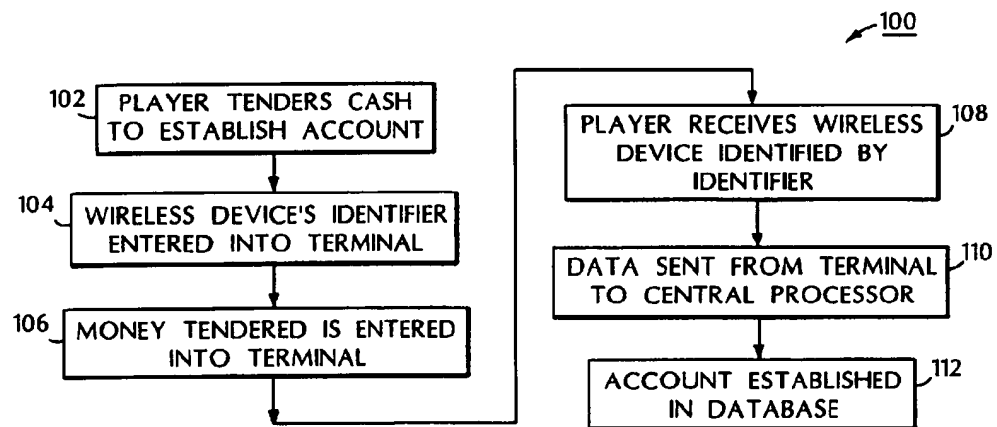 100
102
PLAYER TENDERS CASH
TO ESTABLISH ACCOUNT
104
WIRELESS DEVICE'S IDENTIFIER
ENTERED INTO TERMINAL
106
MONEY TENDERED IS ENTERED
INTO TERMINAL
108
PLAYER RECEIVES WIRELESS
DEVICE IDENTIFIED BY
IDENTIFIER
110
DATA SENT FROM TERMINAL
TO CENTRAL PROCESSOR
112
ACCOUNT ESTABLISHED
IN DATABASE